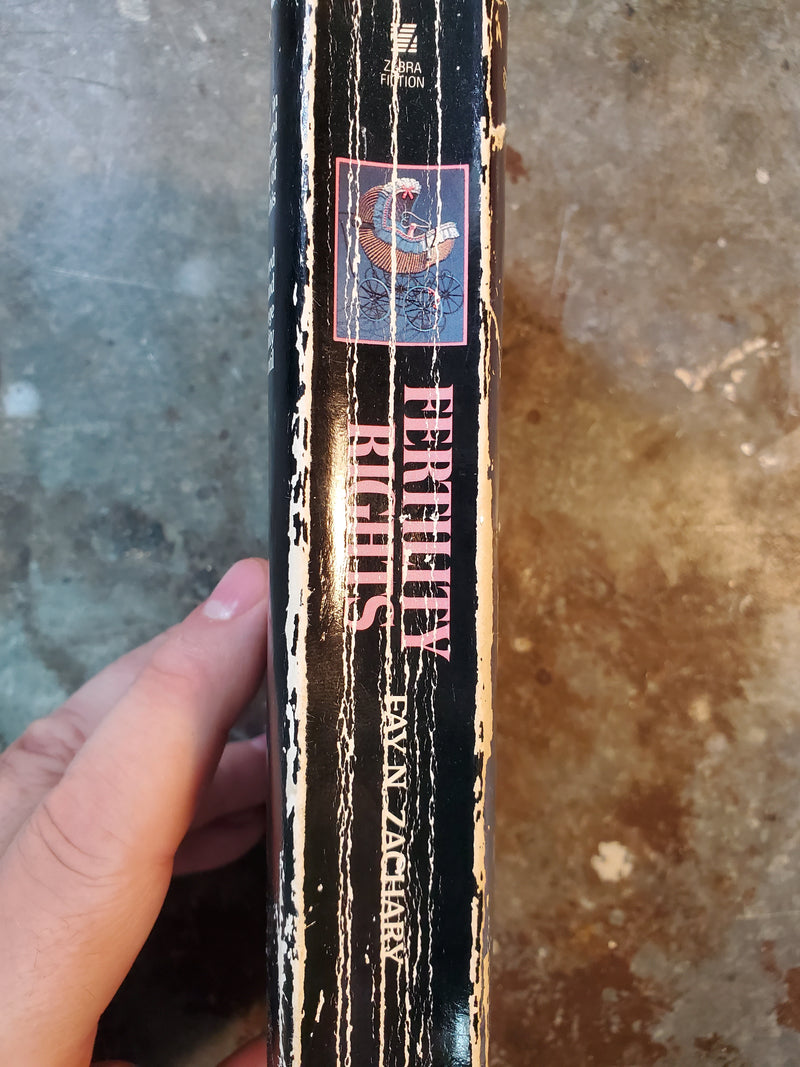 ZEBRA
FICTION
FERTILITY
RIGHTS
FAY N. ZACHARY